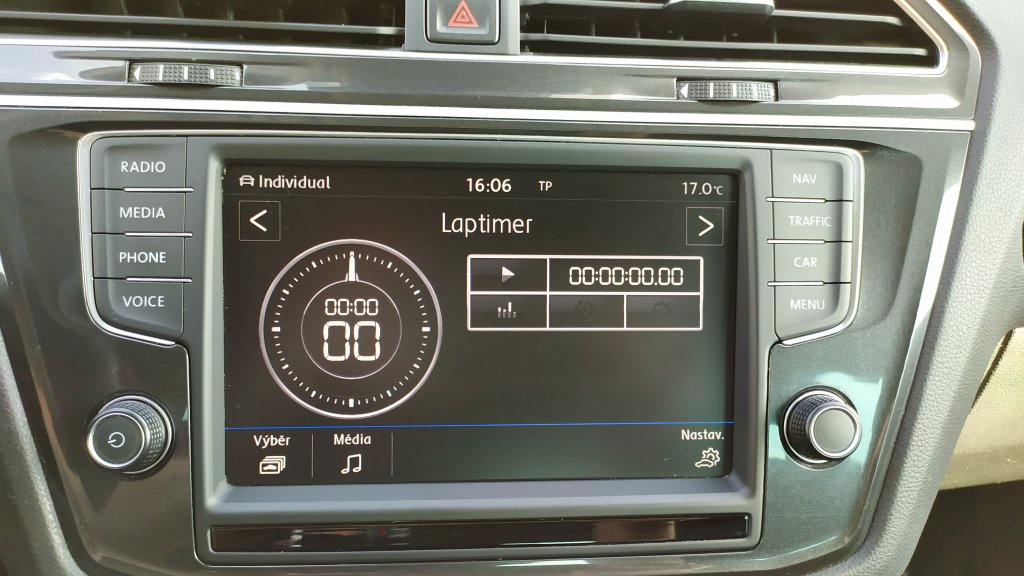 RADIO
MEDIA
PHONE
VOICE
Individual
16:06
TP
17.0°C
<
Laptimer
>
00:00
00
00:00:00.00
Výběr
Média
Nastav.
NAV
TRAFFIC
CAR
MENU